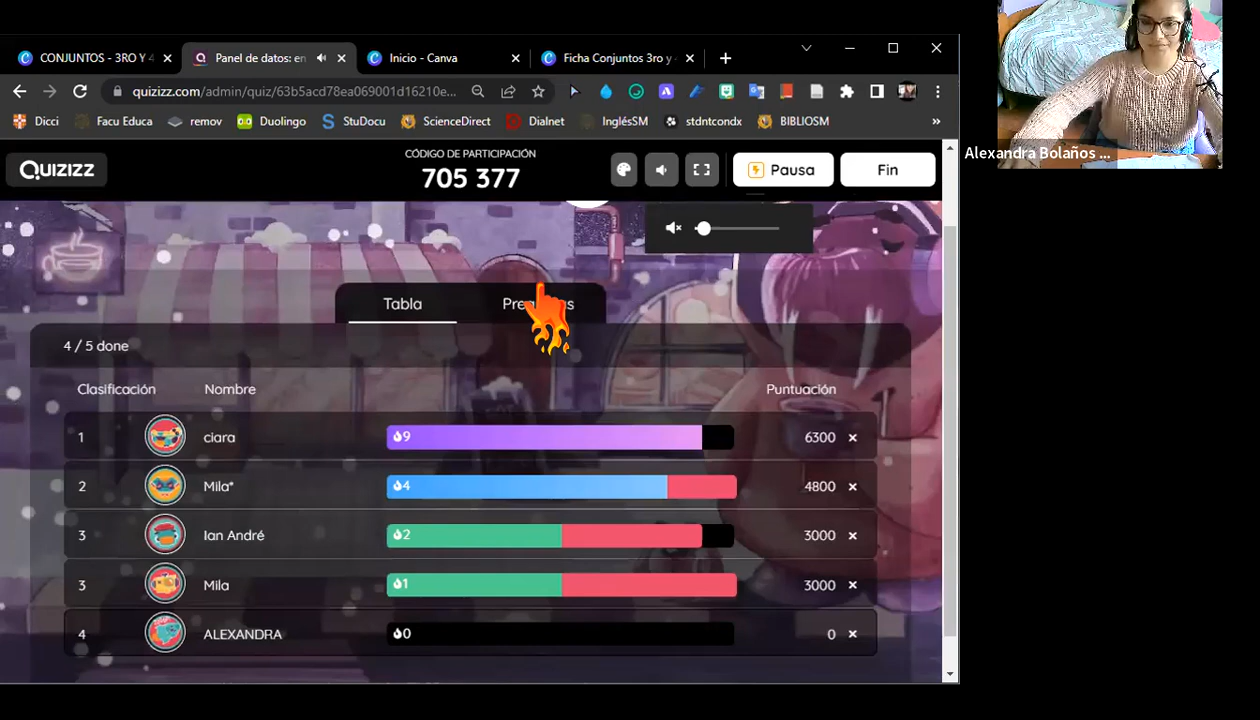 CONJUNTOS - 3RO Y 4
Panel de datos: en
Inicio - Canva
Ficha Conjuntos 3ro y
quizizz.com/admin/quiz/63b5acd78ea069001d16210e...
Dicci
Facu Educa
remov
Duolingo
StuDocu
ScienceDirect
Dialnet
InglésSM
stdntcondx
BIBLIOSM
»
Alexandra Bolaños ...
QUIZIZZ
CÓDIGO DE PARTICIPACIÓN
705 377
Pausa
Fin
Tabla
4 / 5 done
Clasificación Nombre Puntuación
1 ciara 9 6300
2 Mila* 4 4800
3 Ian André 2 3000
3 Mila 1 3000
4 ALEXANDRA 0 0